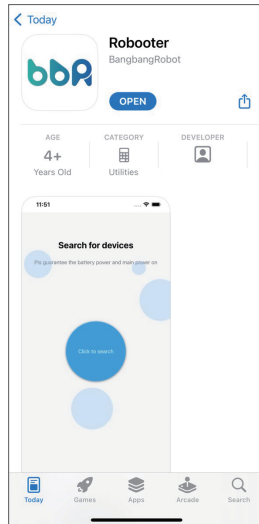 Today
bbR
Robooter
BangbangRobot
OPEN
AGE
CATEGORY
DEVELOPER
4+
Years Old
Utilities
11:51
Search for devices
Pls guarantee the battery power and main power on
Click to search
Today
Games
Apps
Arcade
Search